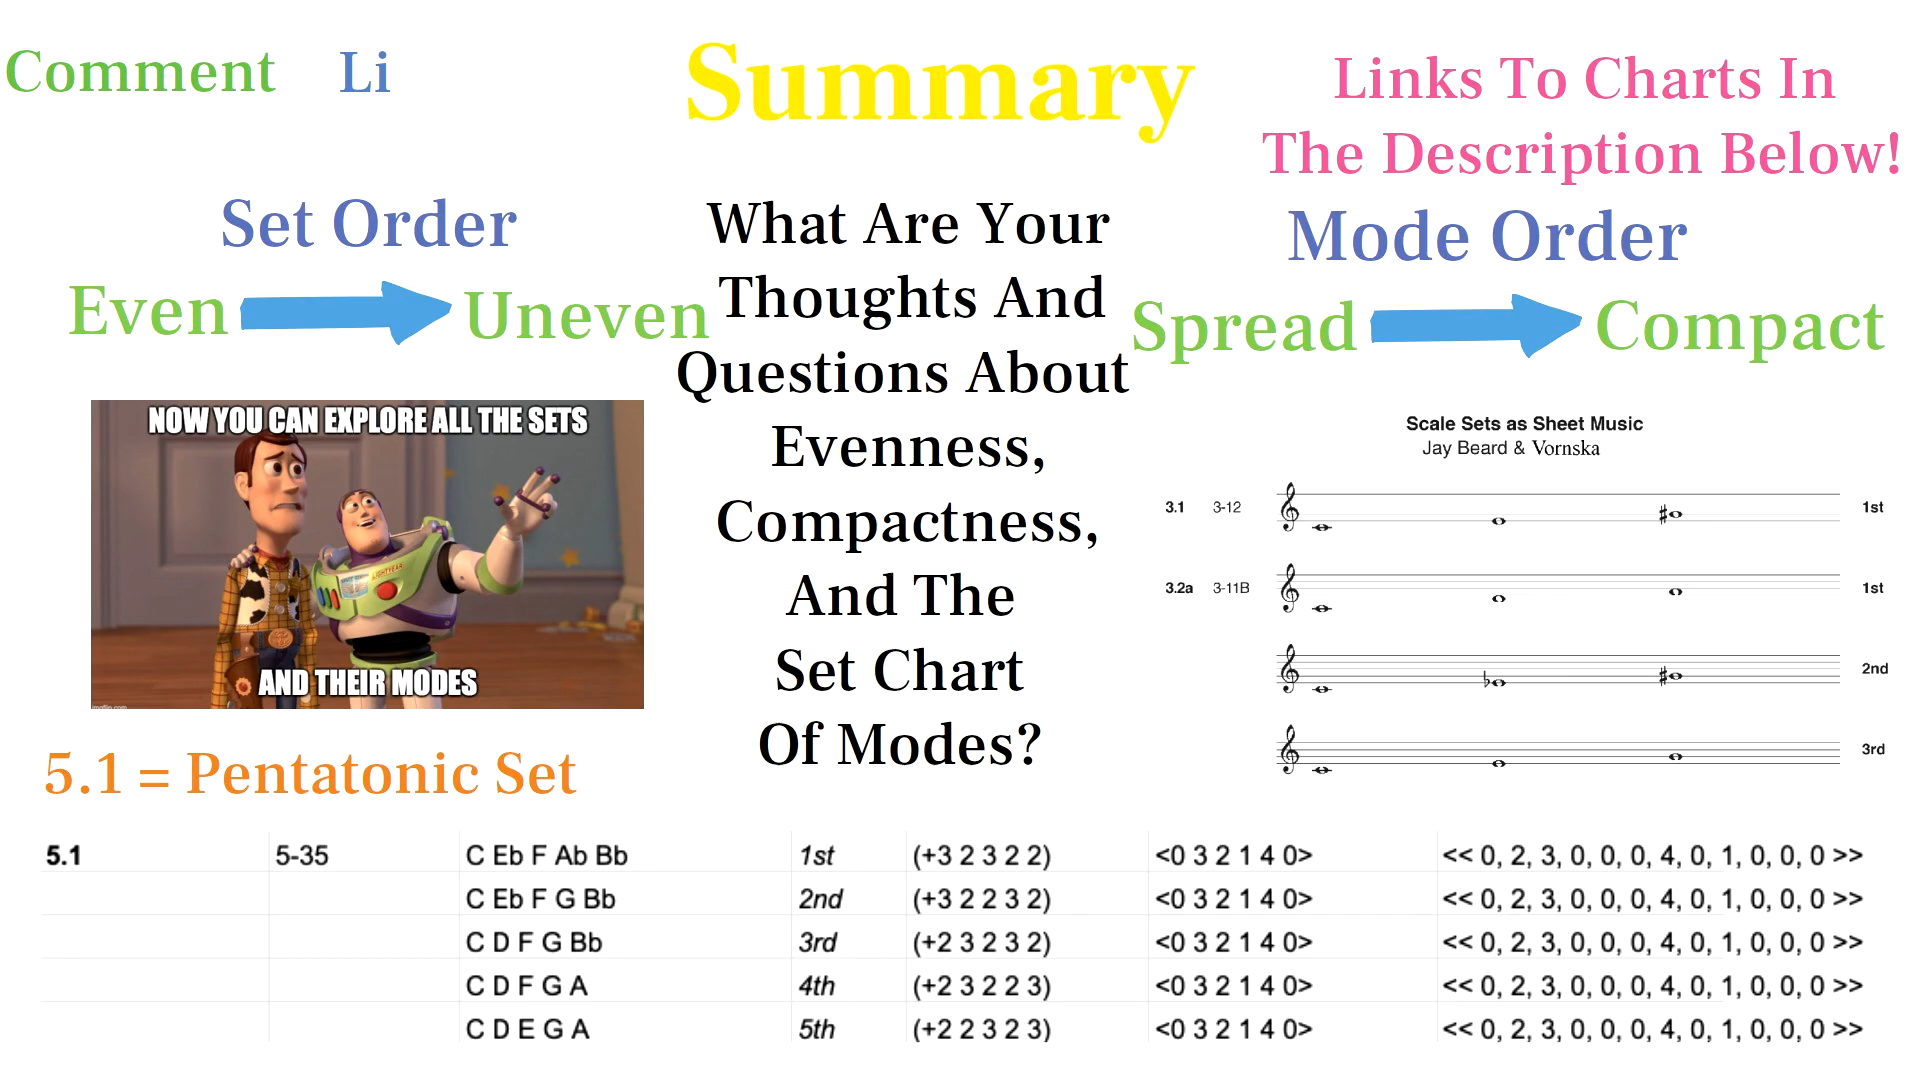 Comment Li
Summary
Links To Charts In
The Description Below!
Set Order
Even Uneven
What Are Your
Thoughts And
Questions About
Evenness,
Compactness,
And The
Set Chart
Of Modes?
Mode Order
Spread Compact
NOW YOU CAN EXPLORE ALL THE SETS
LIGHTYEAR
AND THEIR MODES
imgflip.com
Scale Sets as Sheet Music
Jay Beard & Vornska
3.1 3-12 1st
3.2a 3-11B 1st
2nd
3rd
5.1 = Pentatonic Set
5.1 5-35 C Eb F Ab Bb 1st (+3 2 3 2 2) <0 3 2 1 4 0> << 0, 2, 3, 0, 0, 0, 4, 0, 1, 0, 0, 0 >>
C Eb F G Bb 2nd (+3 2 2 3 2) <0 3 2 1 4 0> << 0, 2, 3, 0, 0, 0, 4, 0, 1, 0, 0, 0 >>
C D F G Bb 3rd (+2 3 2 3 2) <0 3 2 1 4 0> << 0, 2, 3, 0, 0, 0, 4, 0, 1, 0, 0, 0 >>
C D F G A 4th (+2 3 2 2 3) <0 3 2 1 4 0> << 0, 2, 3, 0, 0, 0, 4, 0, 1, 0, 0, 0 >>
C D E G A 5th (+2 2 3 2 3) <0 3 2 1 4 0> << 0, 2, 3, 0, 0, 0, 4, 0, 1, 0, 0, 0 >>